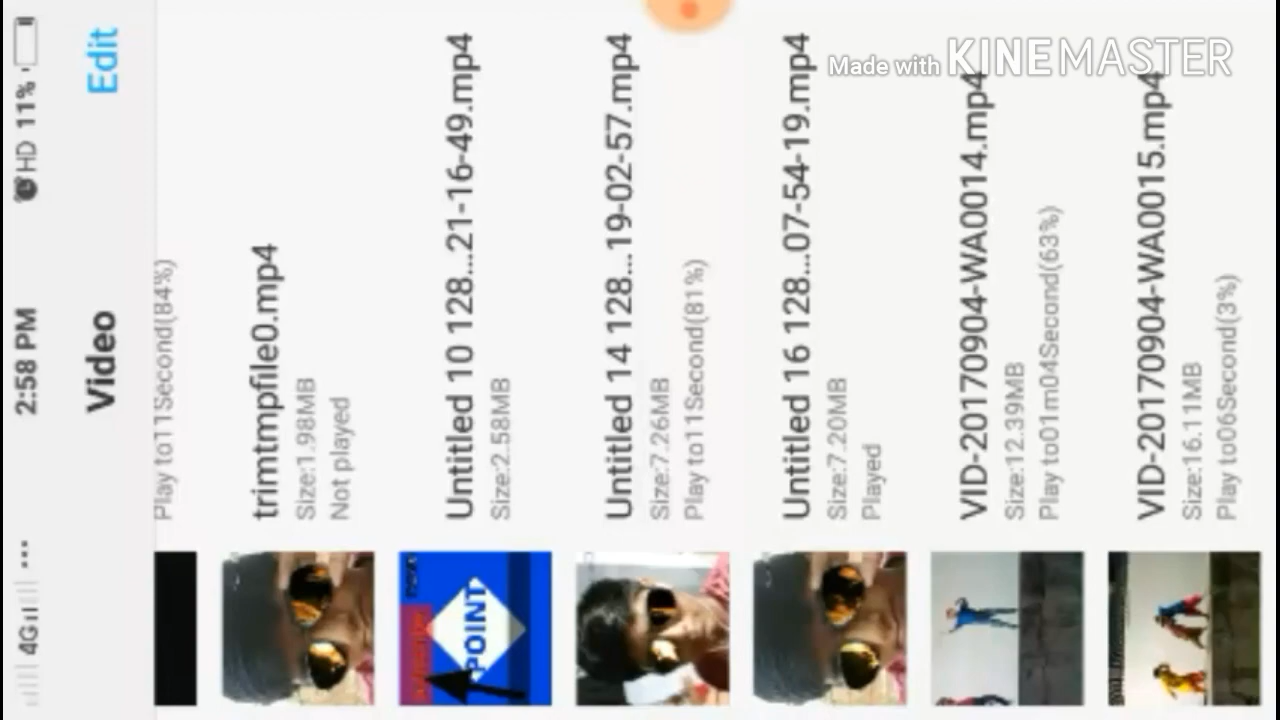 4G ... 2:58 PM HD 11%
Video Edit
Play to11Second(84%)
trimtmpfile0.mp4
Size:1.98MB
Not played
Untitled 10 128...21-16-49.mp4
Size:2.58MB
Untitled 14 128...19-02-57.mp4
Size:7.26MB
Play to11Second(81%)
Untitled 16 128...07-54-19.mp4
Size:7.20MB
Played
VID-20170904-WA0014.mp4
Size:12.39MB
Play to01m04Second(63%)
VID-20170904-WA0015.mp4
Size:16.11MB
Play to06Second(3%)
POINT
Made with KINEMASTER